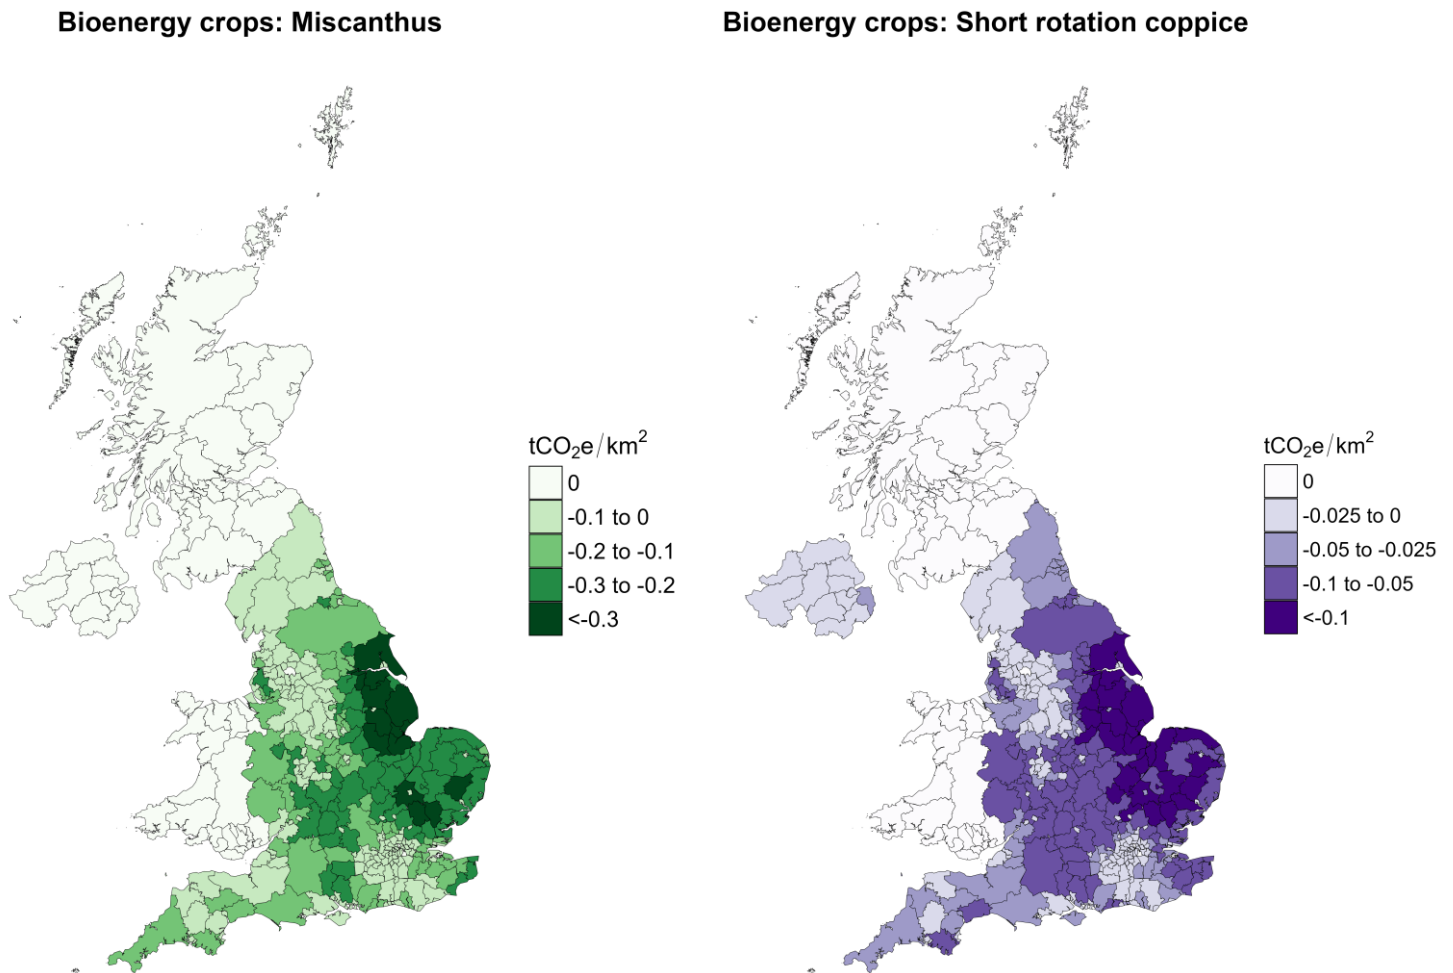 Bioenergy crops: Miscanthus
Bioenergy crops: Short rotation coppice
tCO₂e/km²
0
-0.1 to 0
-0.2 to -0.1
-0.3 to -0.2
<-0.3
tCO₂e/km²
0
-0.025 to 0
-0.05 to -0.025
-0.1 to -0.05
<-0.1